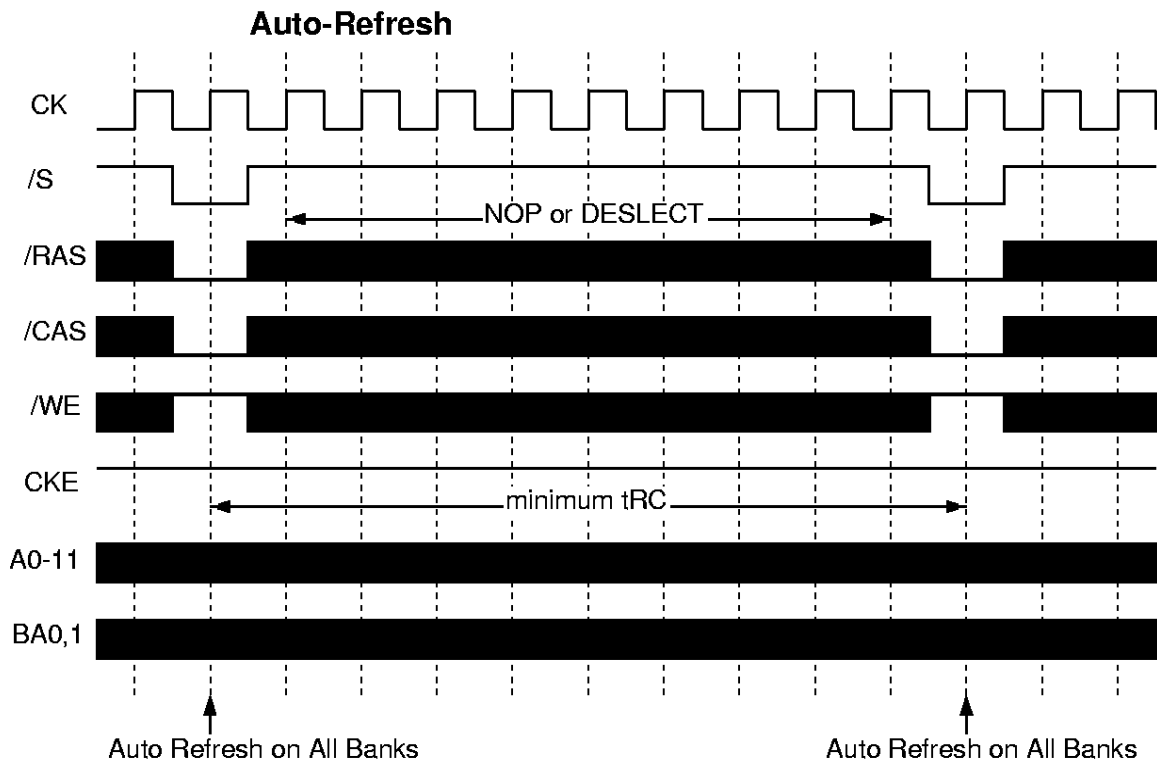 Auto-Refresh
CK
/S
NOP or DESLECT
/RAS
/CAS
/WE
CKE
minimum tRC
A0-11
BA0,1
Auto Refresh on All Banks
Auto Refresh on All Banks